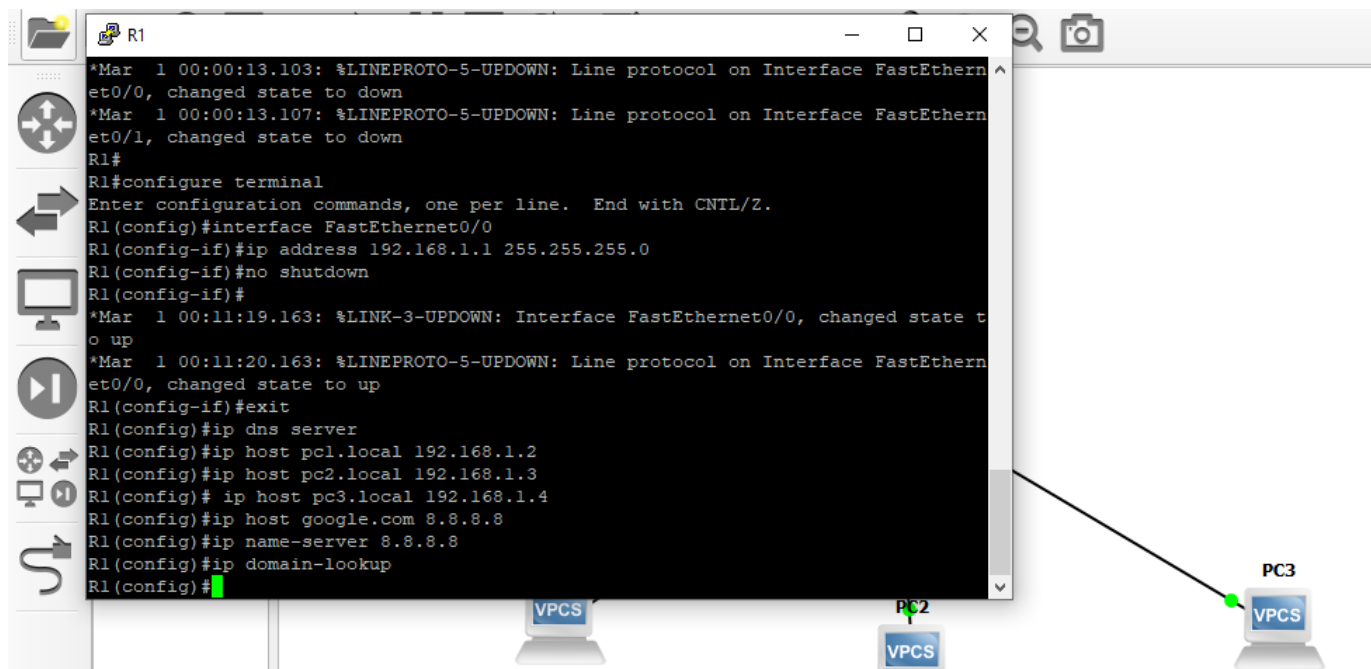 R1
*Mar  1 00:00:13.103: %LINEPROTO-5-UPDOWN: Line protocol on Interface FastEthern
et0/0, changed state to down
*Mar  1 00:00:13.107: %LINEPROTO-5-UPDOWN: Line protocol on Interface FastEthern
et0/1, changed state to down
R1#
R1#configure terminal
Enter configuration commands, one per line.  End with CNTL/Z.
R1(config)#interface FastEthernet0/0
R1(config-if)#ip address 192.168.1.1 255.255.255.0
R1(config-if)#no shutdown
R1(config-if)#
*Mar  1 00:11:19.163: %LINK-3-UPDOWN: Interface FastEthernet0/0, changed state t
o up
*Mar  1 00:11:20.163: %LINEPROTO-5-UPDOWN: Line protocol on Interface FastEthern
et0/0, changed state to up
R1(config-if)#exit
R1(config)#ip dns server
R1(config)#ip host pc1.local 192.168.1.2
R1(config)#ip host pc2.local 192.168.1.3
R1(config)# ip host pc3.local 192.168.1.4
R1(config)#ip host google.com 8.8.8.8
R1(config)#ip name-server 8.8.8.8
R1(config)#ip domain-lookup
R1(config)#
PC3
VPCS
PC2
VPCS
VPCS